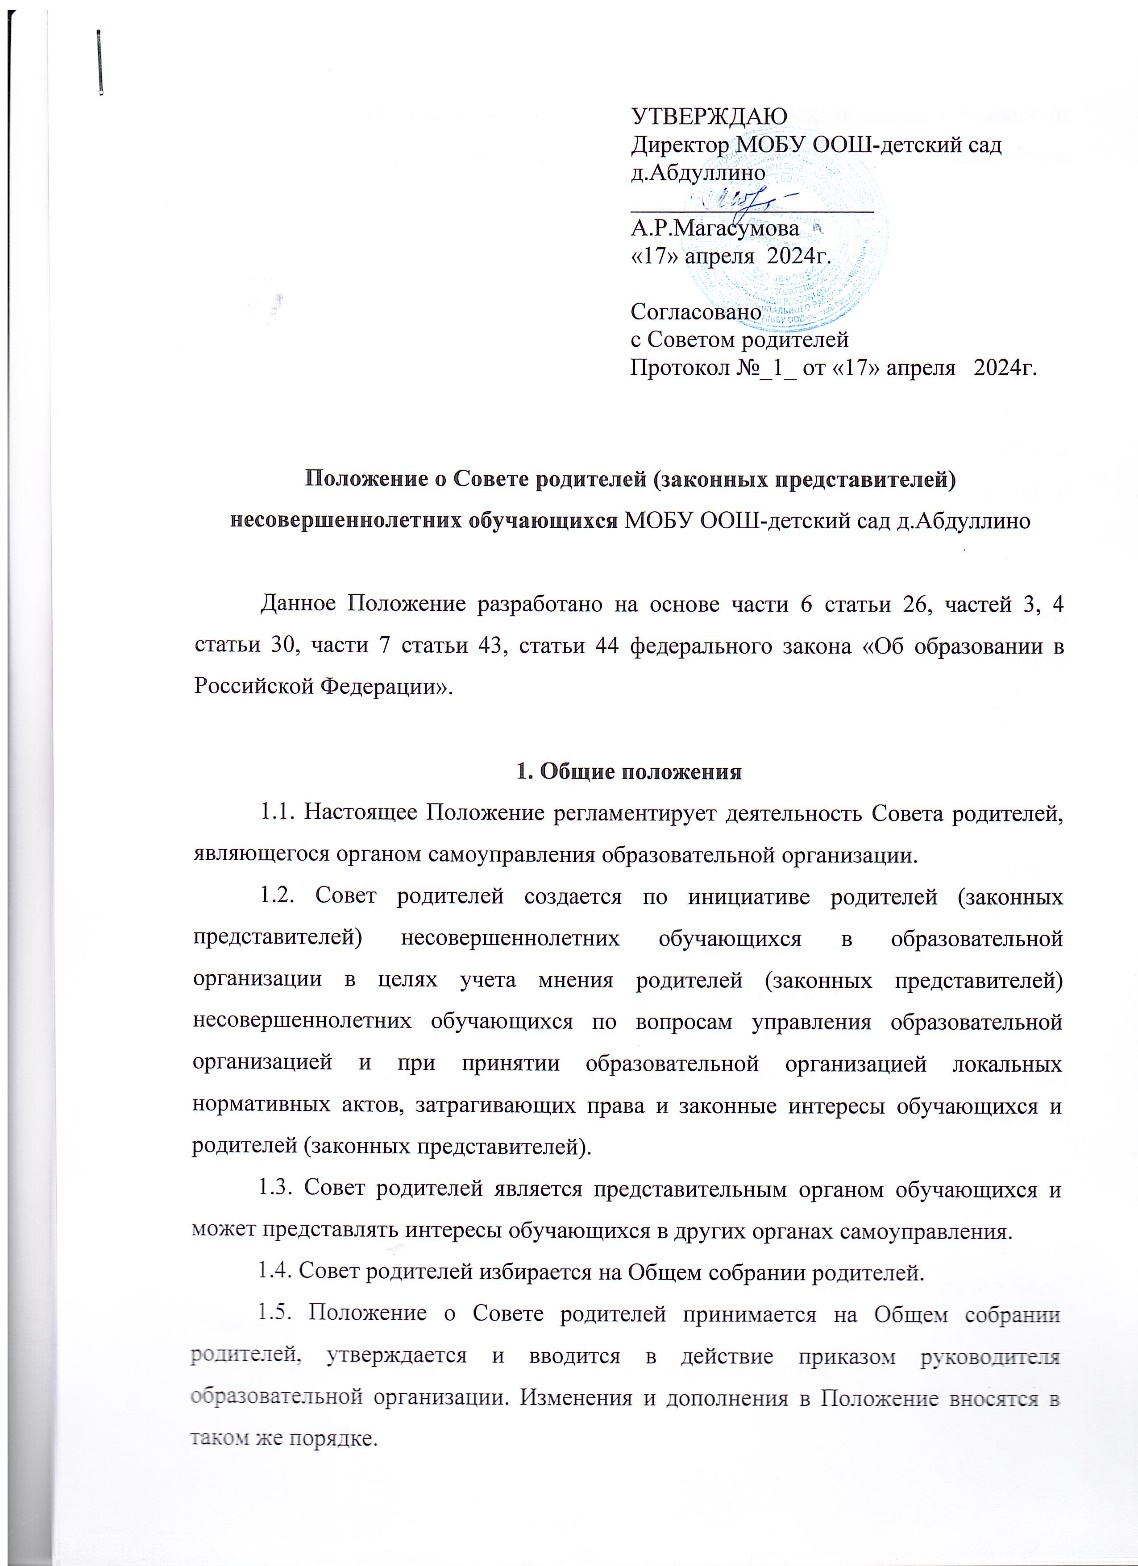 УТВЕРЖДАЮ
Директор МОБУ ООШ-детский сад
д.Абдуллино
____________________
А.Р.Магасумова
«17» апреля 2024г.
Согласовано
с Советом родителей
Протокол №_1_ от «17» апреля 2024г.
Положение о Совете родителей (законных представителей)
несовершеннолетних обучающихся МОБУ ООШ-детский сад д.Абдуллино
Данное Положение разработано на основе части 6 статьи 26, частей 3, 4
статьи 30, части 7 статьи 43, статьи 44 федерального закона «Об образовании в
Российской Федерации».
1. Общие положения
1.1. Настоящее Положение регламентирует деятельность Совета родителей,
являющегося органом самоуправления образовательной организации.
1.2. Совет родителей создается по инициативе родителей (законных
представителей) несовершеннолетних обучающихся в образовательной
организации в целях учета мнения родителей (законных представителей)
несовершеннолетних обучающихся по вопросам управления образовательной
организацией и при принятии образовательной организацией локальных
нормативных актов, затрагивающих права и законные интересы обучающихся и
родителей (законных представителей).
1.3. Совет родителей является представительным органом обучающихся и
может представлять интересы обучающихся в других органах самоуправления.
1.4. Совет родителей избирается на Общем собрании родителей.
1.5. Положение о Совете родителей принимается на Общем собрании
родителей, утверждается и вводится в действие приказом руководителя
образовательной организации. Изменения и дополнения в Положение вносятся в
таком же порядке.